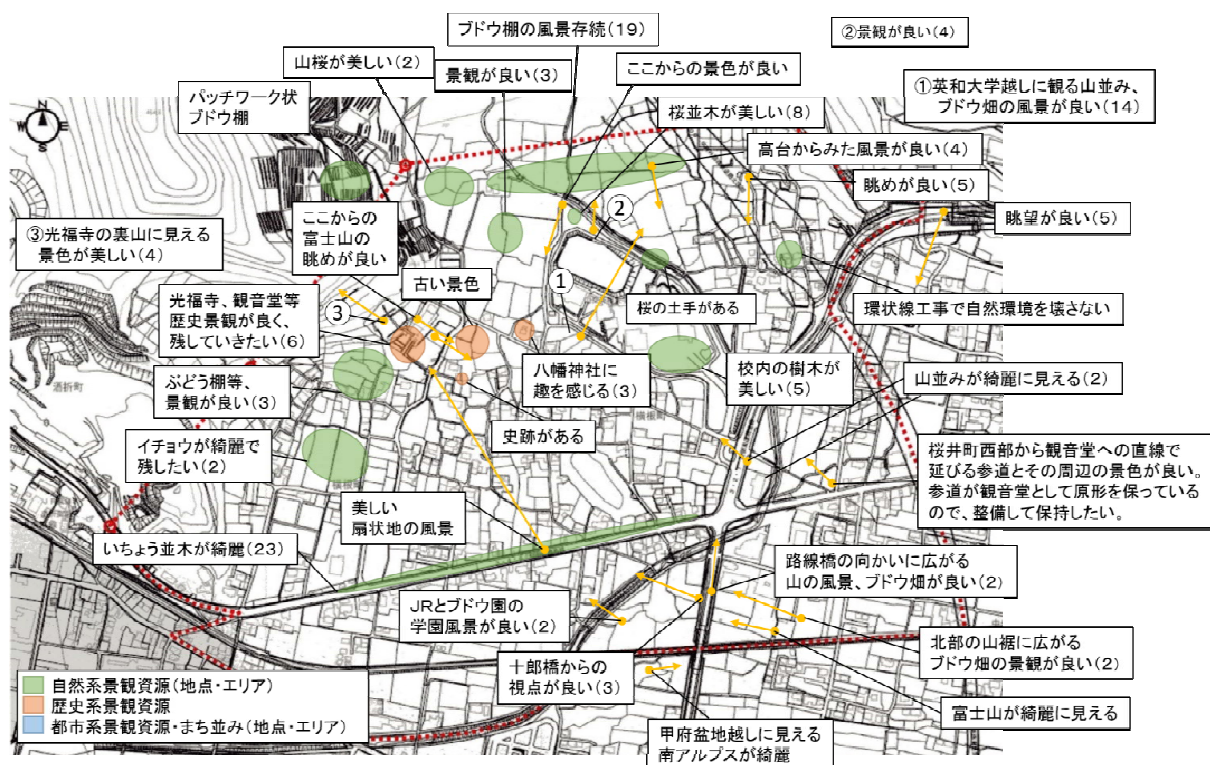 ブドウ棚の風景存続(19)
②景観が良い(4)
山桜が美しい(2)
景観が良い(3)
ここからの景色が良い
パッチワーク状
ブドウ棚
桜並木が美しい(8)
①英和大学越しに観る山並み、
ブドウ畑の風景が良い(14)
N
W
E
S
高台からみた風景が良い(4)
眺めが良い(5)
眺望が良い(5)
③光福寺の裏山に見える
景色が美しい(4)
ここからの
富士山の
眺めが良い
②
①
③
古い景色
桜の土手がある
環状線工事で自然環境を壊さない
光福寺、観音堂等
歴史景観が良く、
残していきたい(6)
八幡神社に
趣を感じる(3)
校内の樹木が
美しい(5)
山並みが綺麗に見える(2)
酒折町
横根町
ぶどう棚等、
景観が良い(3)
史跡がある
イチョウが綺麗で
残したい(2)
桜井町西部から観音堂への直線で
延びる参道とその周辺の景色が良い。
参道が観音堂として原形を保っている
ので、整備して保持したい。
美しい
扇状地の風景
いちょう並木が綺麗(23)
路線橋の向かいに広がる
山の風景、ブドウ畑が良い(2)
JRとブドウ園の
学園風景が良い(2)
北部の山裾に広がる
ブドウ畑の景観が良い(2)
十郎橋からの
視点が良い(3)
富士山が綺麗に見える
甲府盆地越しに見える
南アルプスが綺麗
自然系景観資源(地点・エリア)
歴史系景観資源
都市系景観資源・まち並み(地点・エリア)